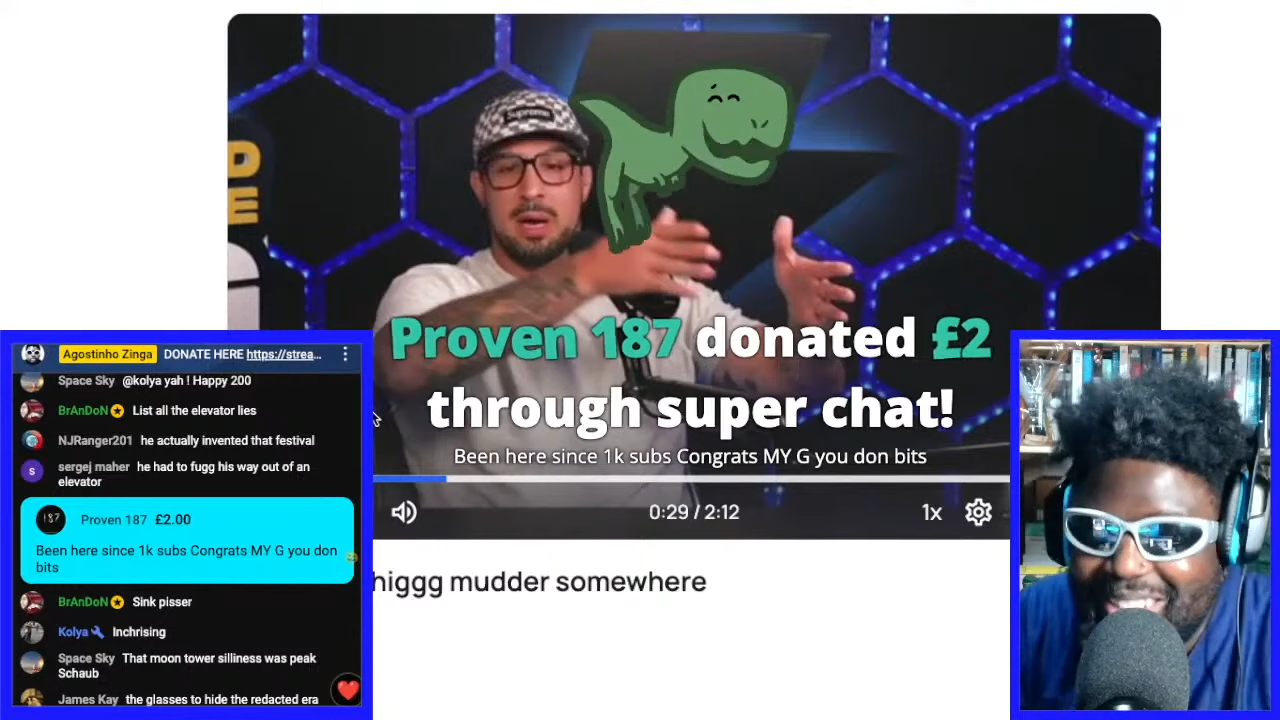 Supreme
D
E
Proven 187 donated £2
through super chat!
Been here since 1k subs Congrats MY G you don bits
0:29 / 2:12
1x
higgg mudder somewhere
Agostinho Zinga DONATE HERE https://strea...
Space Sky @kolya yah ! Happy 200
BrAnDoN List all the elevator lies
NJRanger201 he actually invented that festival
s
sergej maher he had to fugg his way out of an
elevator
187
Proven 187 £2.00
Been here since 1k subs Congrats MY G you don
bits
BrAnDoN Sink pisser
Kolya Inchrising
Space Sky That moon tower silliness was peak
Schaub
James Kay the glasses to hide the redacted era